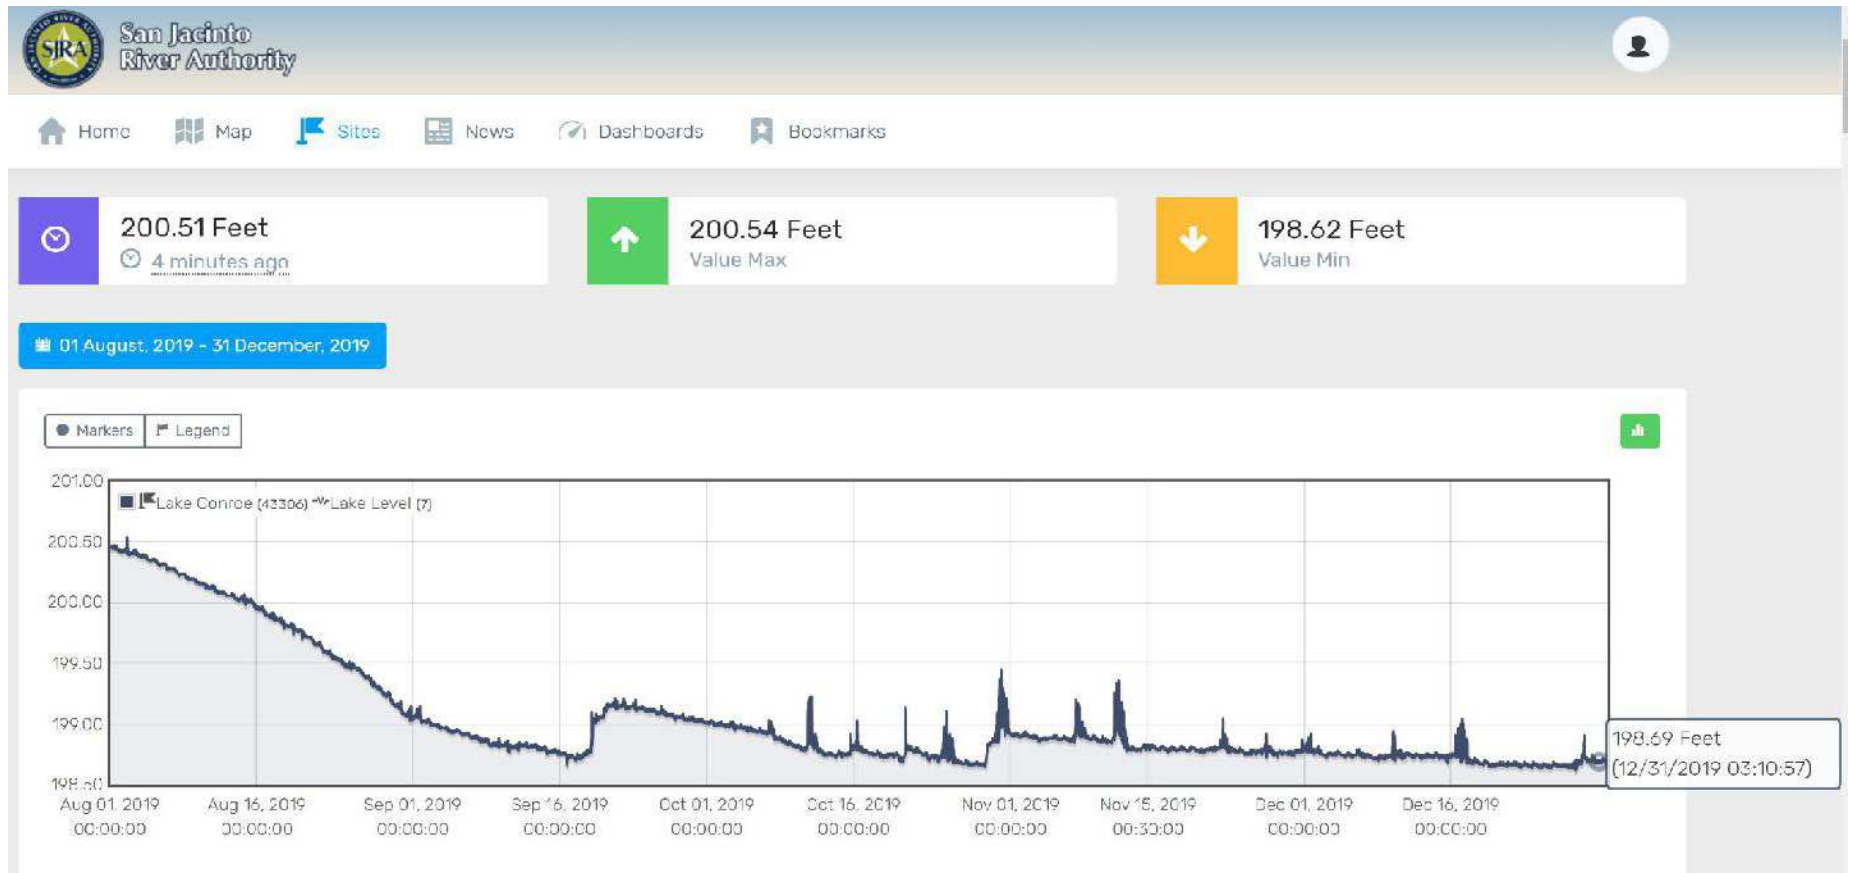 SJRA
San Jacinto
River Authority
Home Map Sites News Dashboards Bookmarks
200.51 Feet
4 minutes ago
200.54 Feet
Value Max
198.62 Feet
Value Min
01 August, 2019 - 31 December, 2019
Markers Legend
201.00
Lake Conroe (43306) Lake Level (7)
200.50
200.00
199.50
199.00
198.50
198.69 Feet
(12/31/2019 03:10:57)
Aug 01, 2019 Aug 16, 2019 Sep 01, 2019 Sep 16, 2019 Oct 01, 2019 Oct 16, 2019 Nov 01, 2019 Nov 15, 2019 Dec 01, 2019 Dec 16, 2019
00:00:00 00:00:00 00:00:00 00:00:00 00:00:00 00:00:00 00:00:00 00:30:00 00:00:00 00:00:00